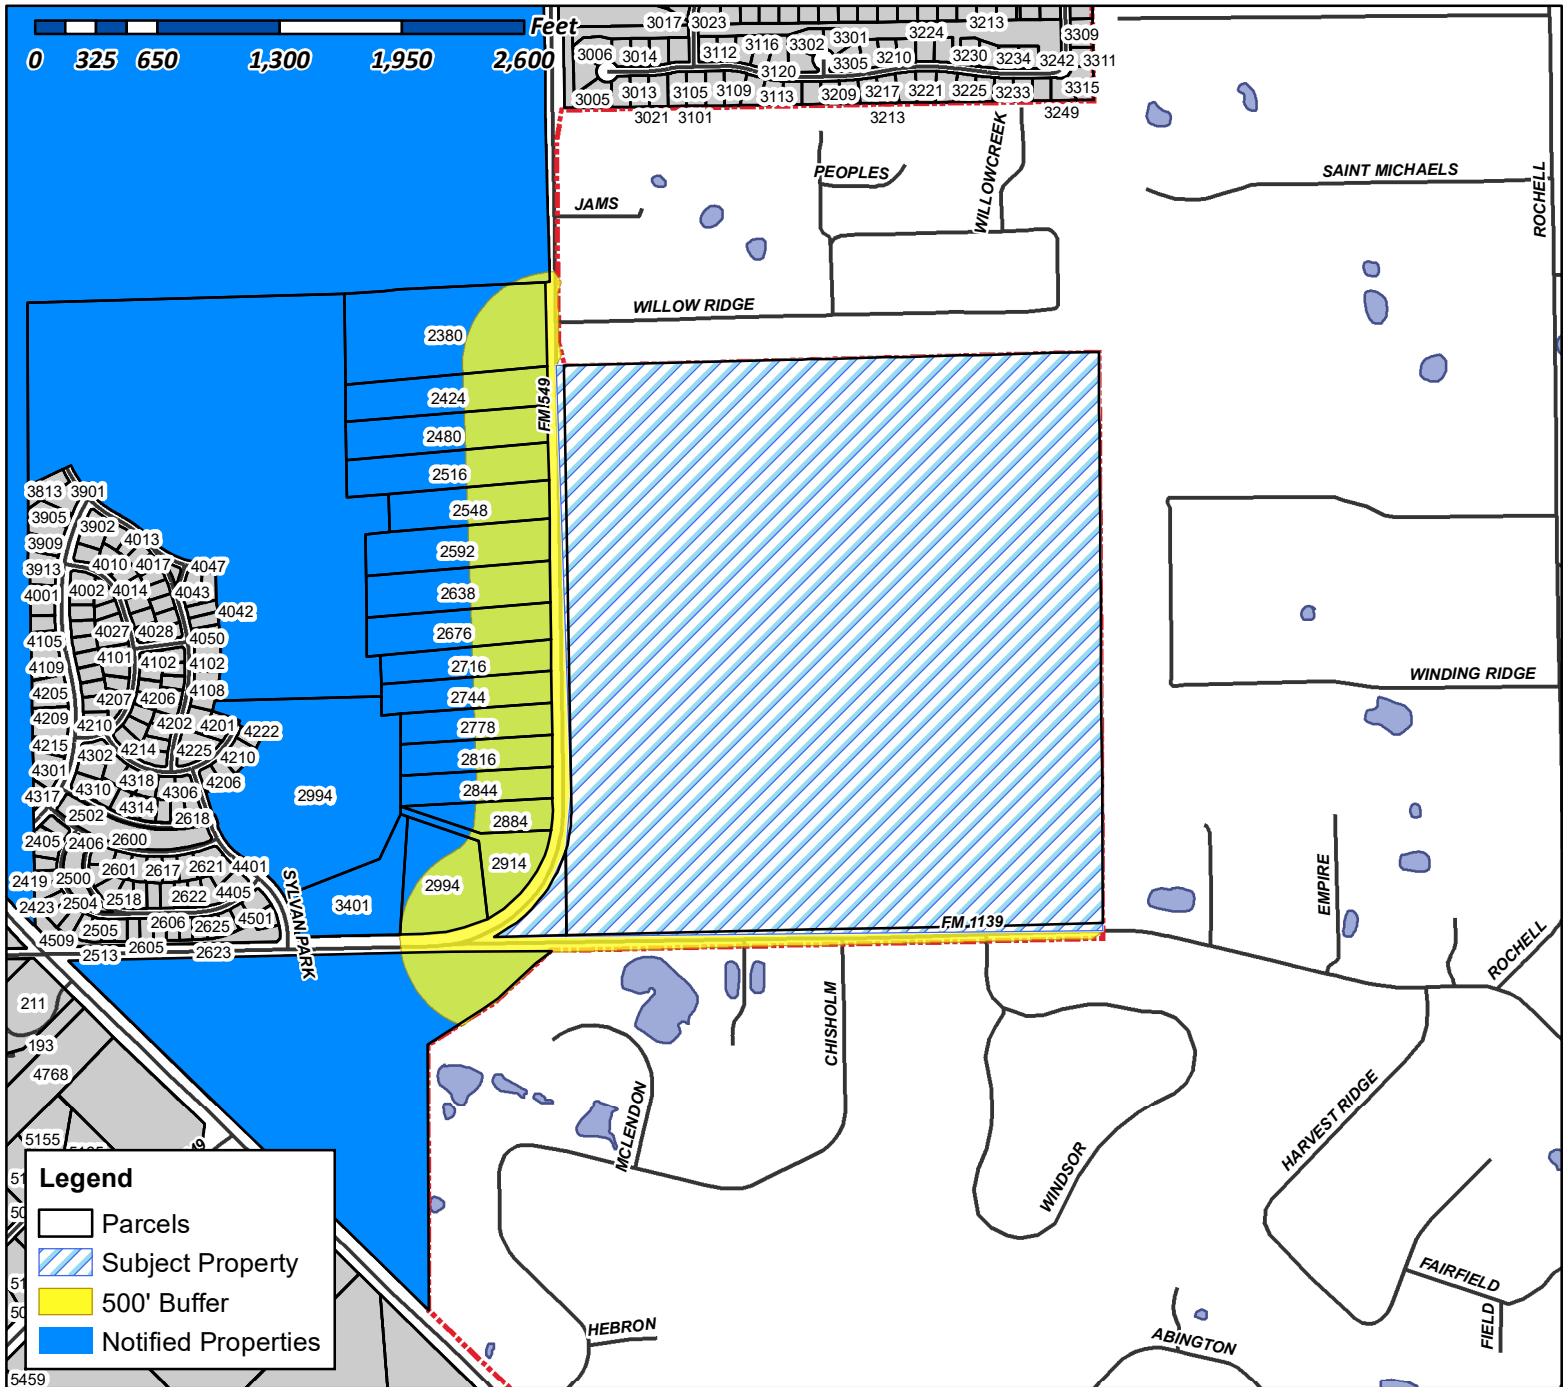 Feet
0 325 650 1,300 1,950 2,600
3017 3023 3213
3301 3224 3309
3006 3014 3112 3116 3302 3305 3210 3230 3234 3242 3311
3120
3005 3013 3105 3109 3113 3209 3217 3221 3225 3233 3315
3021 3101 3213 3249
WILLOWCREEK
PEOPLES
SAINT MICHAELS
ROCHELL
JAMS
WILLOW RIDGE
2380
FM 549
2424
2480
2516
2548
2592
2638
2676
2716
2744
2778
2816
2844
2884
2914
2994
2994
3401
3813 3901
3905 3902
3909 4013
3913 4010 4017 4047
4001 4002 4014 4043
4042
4027 4028 4050
4105
4101 4102 4102
4109
4205 4207 4206 4108
4209 4210 4202 4201 4222
4215 4302 4214 4225 4210
4301 4318 4206
4317 4310 4314 4306
2502 2618
2405 2406 2600
2601 2617 2621 4401
2419 2500
2423 2504 2518 2622 4405
2505 2606 2625 4501
4509 2605
2513 2623
SYLVAN PARK
WINDING RIDGE
FM 1139
EMPIRE
ROCHELL
CHISHOLM
MCLENDON
WINDSOR
HARVEST RIDGE
FAIRFIELD
FIELD
HEBRON
ABINGTON
211
193
4768
5155
Legend
Parcels
Subject Property
500' Buffer
Notified Properties
5459